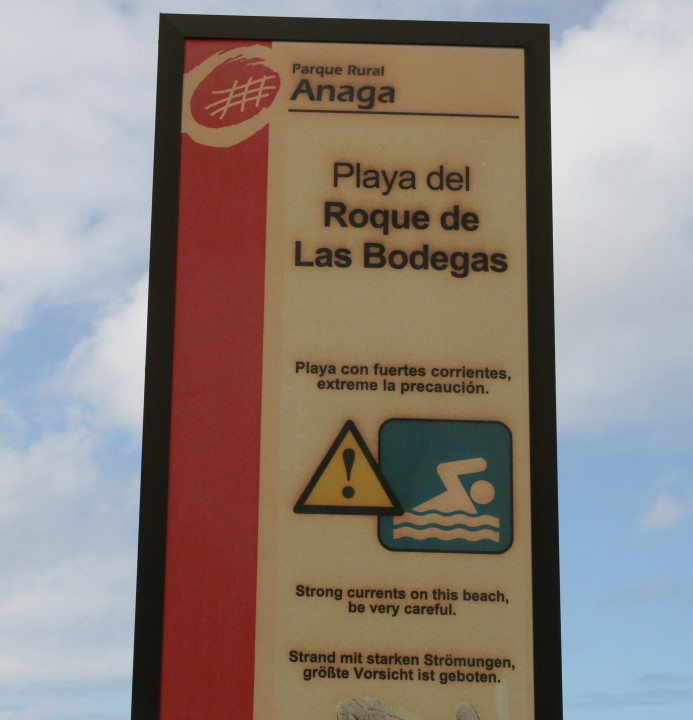 Parque Rural
Anaga
Playa del
Roque de
Las Bodegas
Playa con fuertes corrientes,
extreme la precaución.
Strong currents on this beach,
be very careful.
Strand mit starken Strömungen,
größte Vorsicht ist geboten.